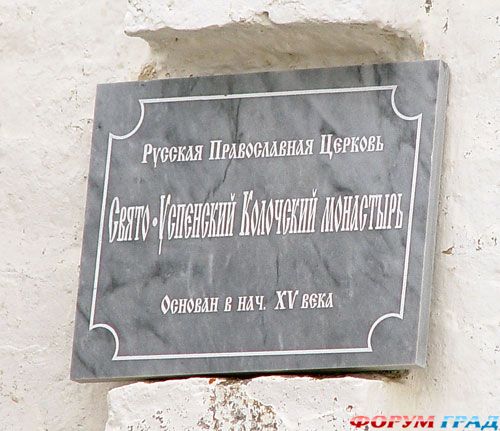 Русская Православная Церковь
Свято-Успенский Колочский монастырь
Основан в нач. XV века
ФОРУМ ГРАД